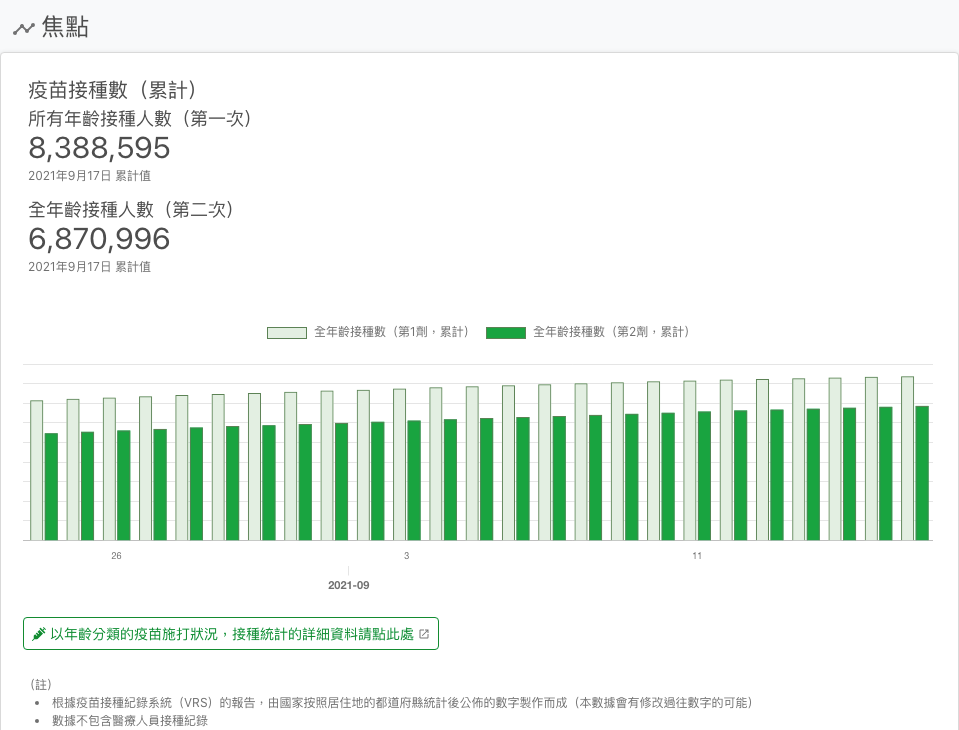 焦點
疫苗接種數（累計）
所有年齡接種人數（第一次）
8,388,595
2021年9月17日 累計值
全年齡接種人數（第二次）
6,870,996
2021年9月17日 累計值
全年齡接種數（第1劑，累計） 全年齡接種數（第2劑，累計）
26 3 11
2021-09
以年齡分類的疫苗施打狀況，接種統計的詳細資料請點此處
（註）
• 根據疫苗接種紀錄系統（VRS）的報告，由國家按照居住地的都道府縣統計後公佈的數字製作而成（本數據會有修改過往數字的可能）
• 數據不包含醫療人員接種紀錄